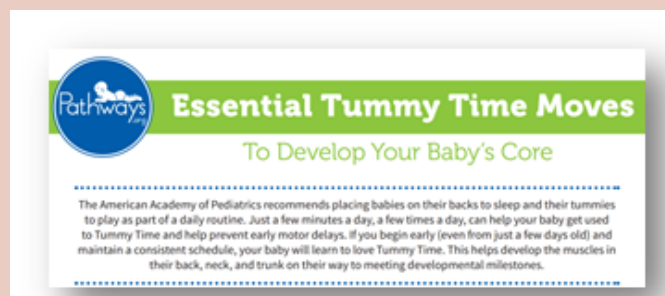 Pathways
.org
Essential Tummy Time Moves
To Develop Your Baby's Core
The American Academy of Pediatrics recommends placing babies on their backs to sleep and their tummies
to play as part of a daily routine. Just a few minutes a day, a few times a day, can help your baby get used
to Tummy Time and help prevent early motor delays. If you begin early (even from just a few days old) and
maintain a consistent schedule, your baby will learn to love Tummy Time. This helps develop the muscles in
their back, neck, and trunk on their way to meeting developmental milestones.